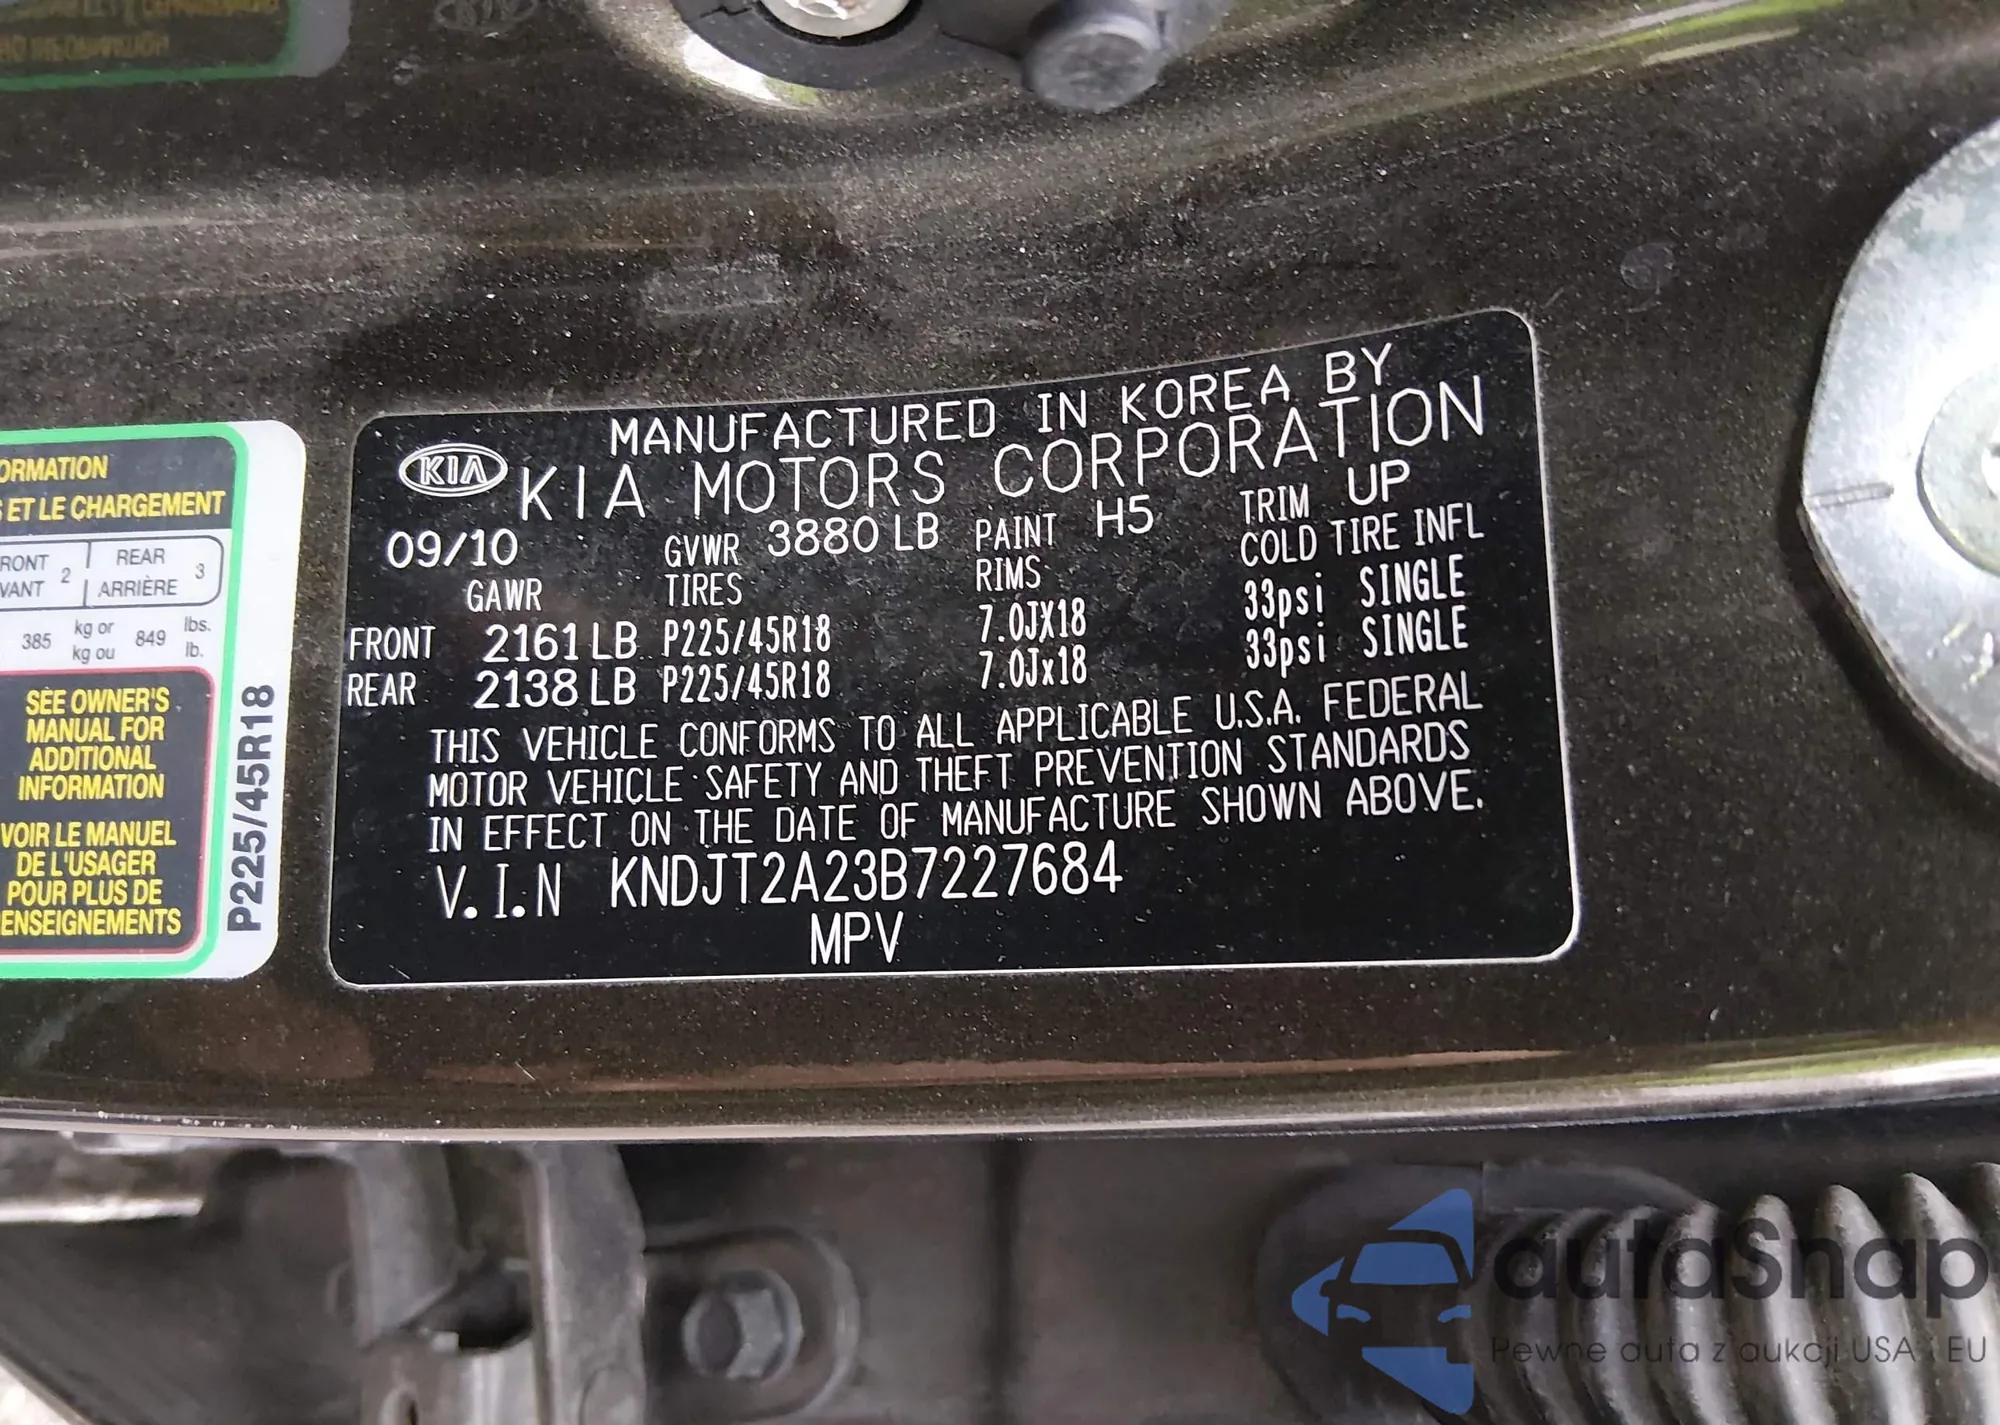 ORMATION
S ET LE CHARGEMENT
RONT 2 REAR 3
VANT ARRIÈRE
385 kg or 849 lbs.
kg ou lb.
SEE OWNER'S
MANUAL FOR
ADDITIONAL
INFORMATION
VOIR LE MANUEL
DE L'USAGER
POUR PLUS DE
ENSEIGNEMENTS
P225/45R18
MANUFACTURED IN KOREA BY
KIA KIA MOTORS CORPORATION
09/10 GVWR 3880 LB PAINT H5 TRIM UP
GAWR TIRES RIMS COLD TIRE INFL
FRONT 2161 LB P225/45R18 7.0JX18 33psi SINGLE
REAR 2138 LB P225/45R18 7.0Jx18 33psi SINGLE
THIS VEHICLE CONFORMS TO ALL APPLICABLE U.S.A. FEDERAL
MOTOR VEHICLE SAFETY AND THEFT PREVENTION STANDARDS
IN EFFECT ON THE DATE OF MANUFACTURE SHOWN ABOVE.
V.I.N KNDJT2A23B7227684
MPV
autaSnap
Pewne auta z aukcji USA i EU